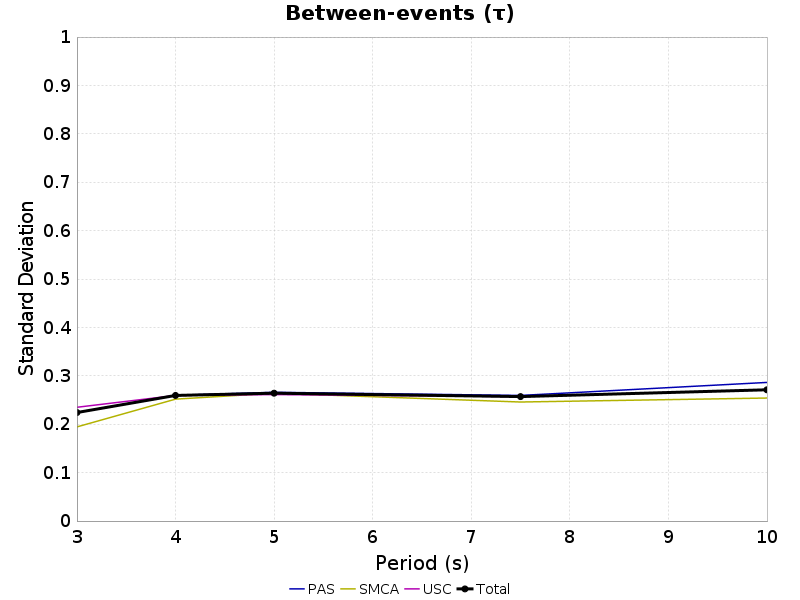 Between-events (τ)
1
0.9
0.8
0.7
0.6
0.5
0.4
0.3
0.2
0.1
0
Standard Deviation
3 4 5 6 7 8 9 10
Period (s)
PAS SMCA USC Total